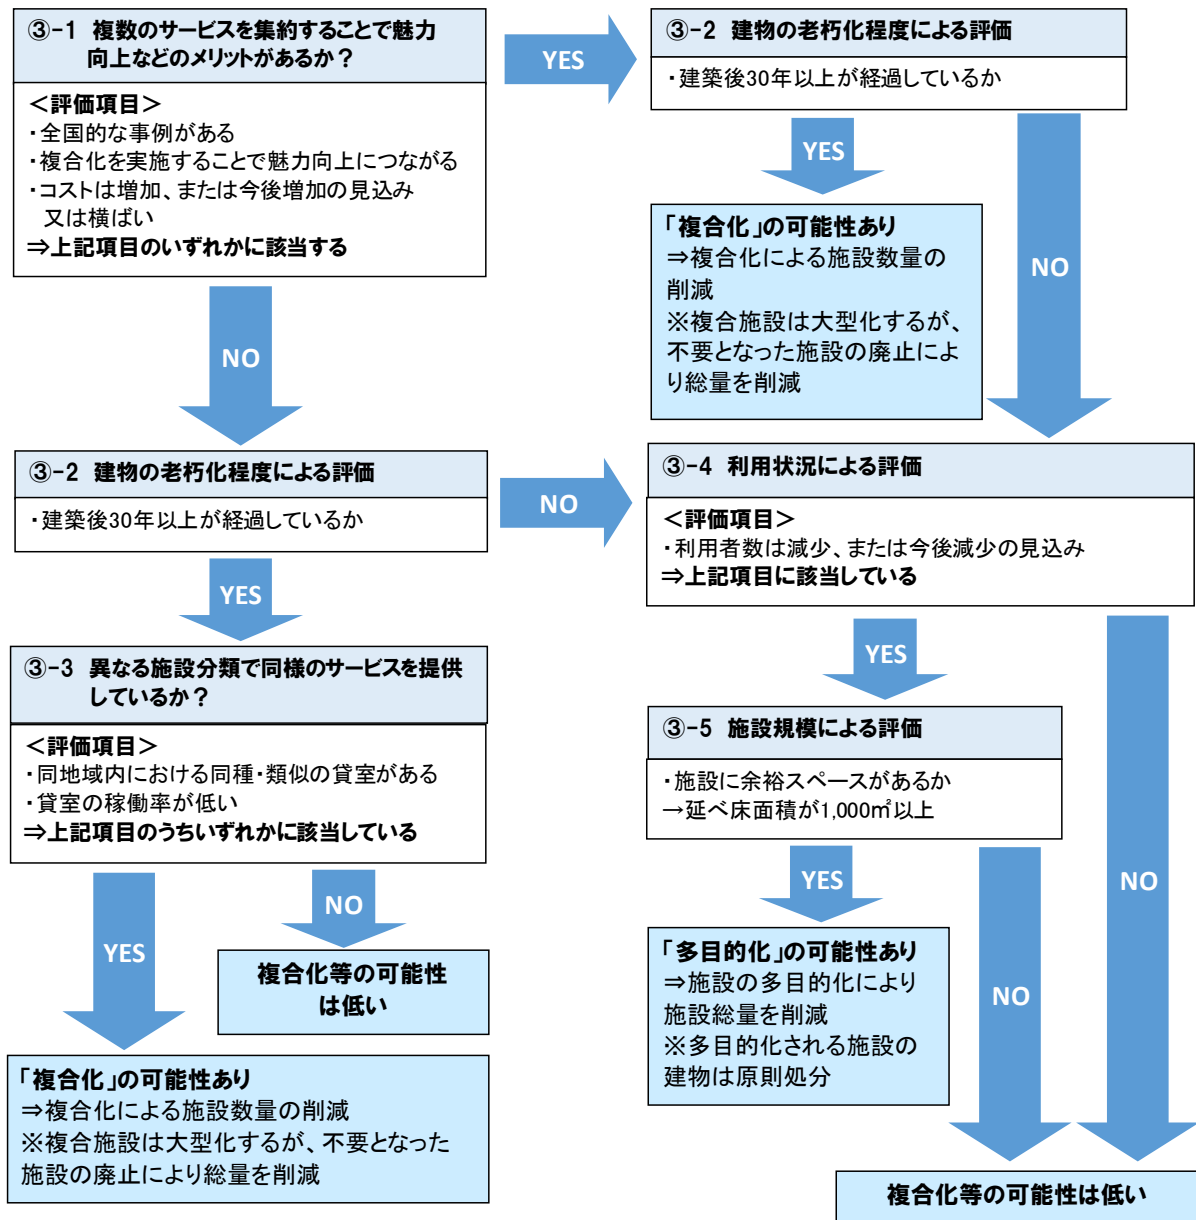 ③-1 複数のサービスを集約することで魅力
向上などのメリットがあるか？
＜評価項目＞
・全国的な事例がある
・複合化を実施することで魅力向上につながる
・コストは増加、または今後増加の見込み
又は横ばい
⇒上記項目のいずれかに該当する
YES
③-2 建物の老朽化程度による評価
・建築後30年以上が経過しているか
YES
NO
「複合化」の可能性あり
⇒複合化による施設数量の
削減
※複合施設は大型化するが、
不要となった施設の廃止によ
り総量を削減
NO
③-2 建物の老朽化程度による評価
・建築後30年以上が経過しているか
NO
YES
③-4 利用状況による評価
＜評価項目＞
・利用者数は減少、または今後減少の見込み
⇒上記項目に該当している
YES
NO
③-3 異なる施設分類で同様のサービスを提供
しているか？
＜評価項目＞
・同地域内における同種・類似の貸室がある
・貸室の稼働率が低い
⇒上記項目のうちいずれかに該当している
YES
NO
複合化等の可能性
は低い
「複合化」の可能性あり
⇒複合化による施設数量の削減
※複合施設は大型化するが、不要となった
施設の廃止により総量を削減
③-5 施設規模による評価
・施設に余裕スペースがあるか
→延べ床面積が1,000㎡以上
YES
NO
「多目的化」の可能性あり
⇒施設の多目的化により
施設総量を削減
※多目的化される施設の
建物は原則処分
複合化等の可能性は低い